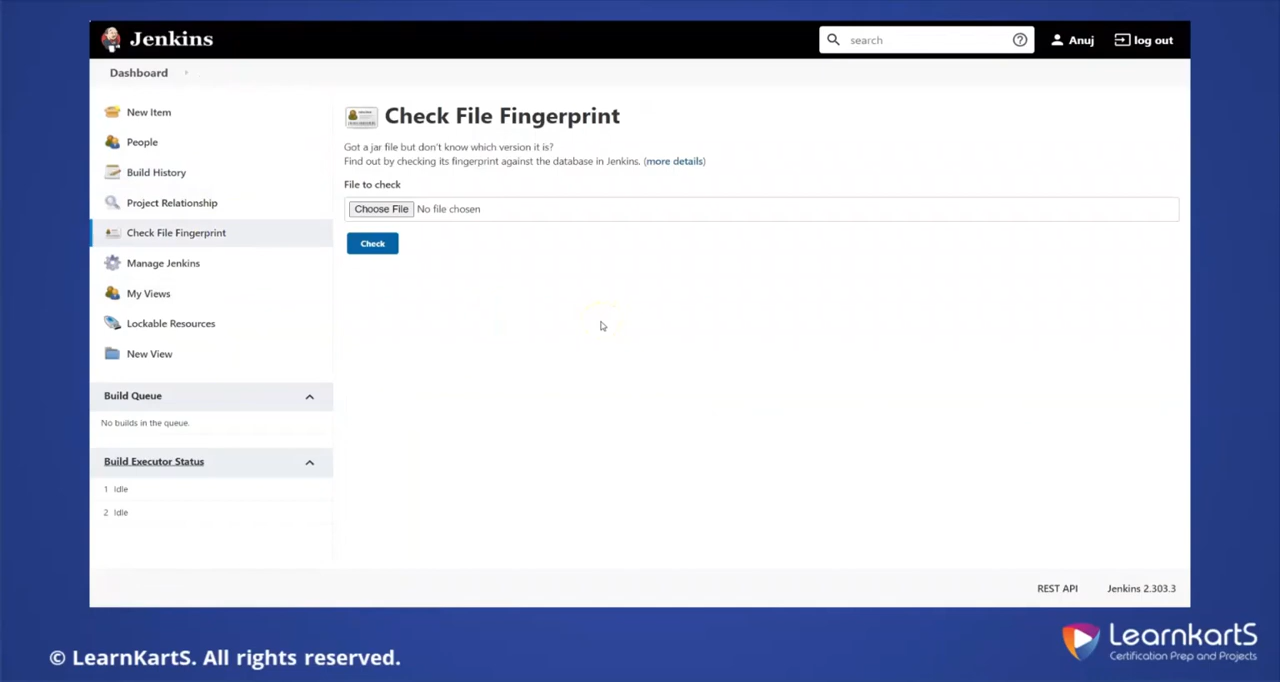 Jenkins
search
Anuj
log out
Dashboard
New Item
People
Build History
Project Relationship
Check File Fingerprint
Manage Jenkins
My Views
Lockable Resources
New View
Build Queue
No builds in the queue.
Build Executor Status
1 Idle
2 Idle
Check File Fingerprint
Got a jar file but don't know which version it is?
Find out by checking its fingerprint against the database in Jenkins. (more details)
File to check
Choose File No file chosen
Check
REST API
Jenkins 2.303.3
© LearnKartS. All rights reserved.
LearnkartS
Certification Prep and Projects